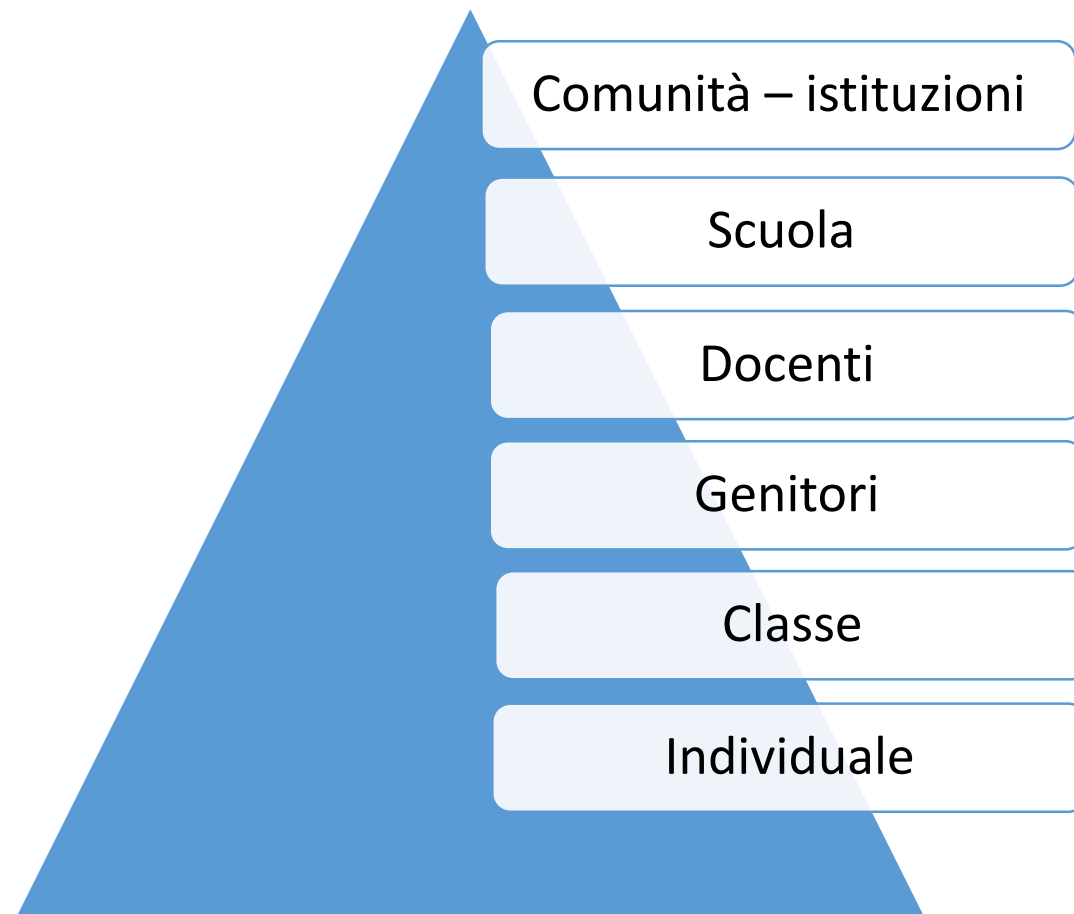 Comunità – istituzioni
Scuola
Docenti
Genitori
Classe
Individuale